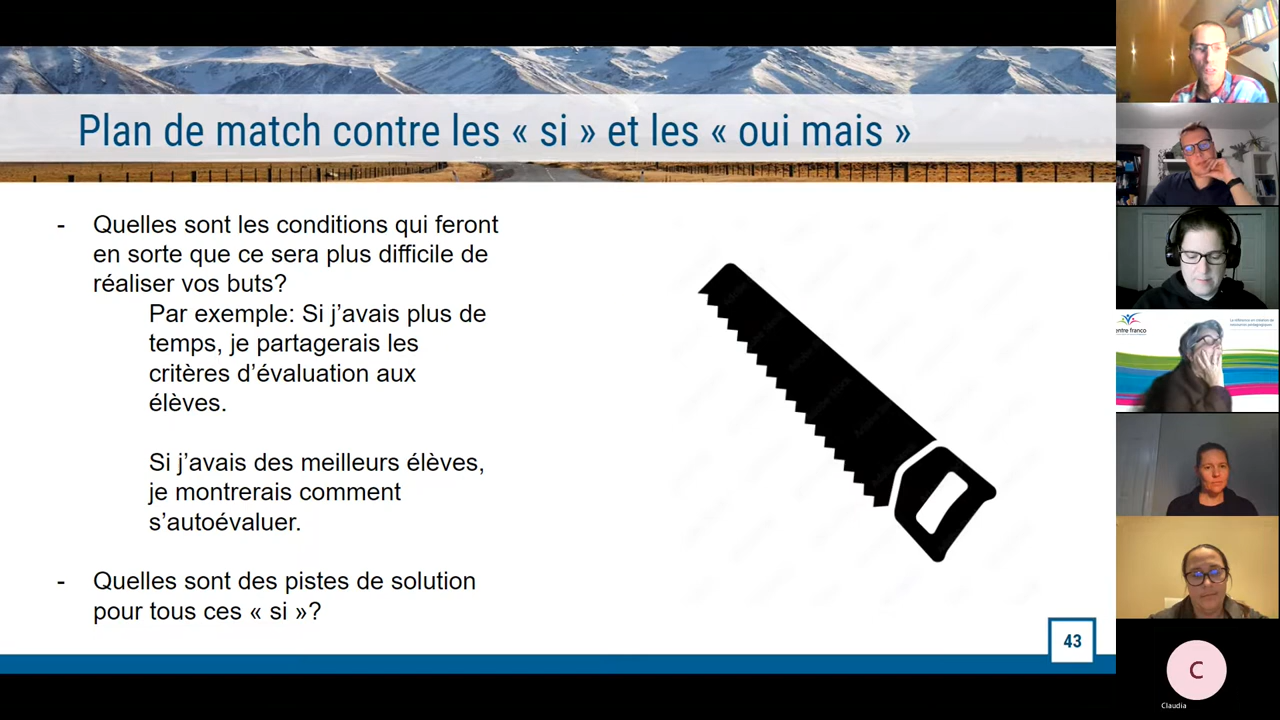 Plan de match contre les « si » et les « oui mais »
- Quelles sont les conditions qui feront
en sorte que ce sera plus difficile de
réaliser vos buts?
Par exemple: Si j’avais plus de
temps, je partagerais les
critères d’évaluation aux
élèves.
Si j’avais des meilleurs élèves,
je montrerais comment
s’autoévaluer.
- Quelles sont des pistes de solution
pour tous ces « si »?
43
entre franco
C
Claudia